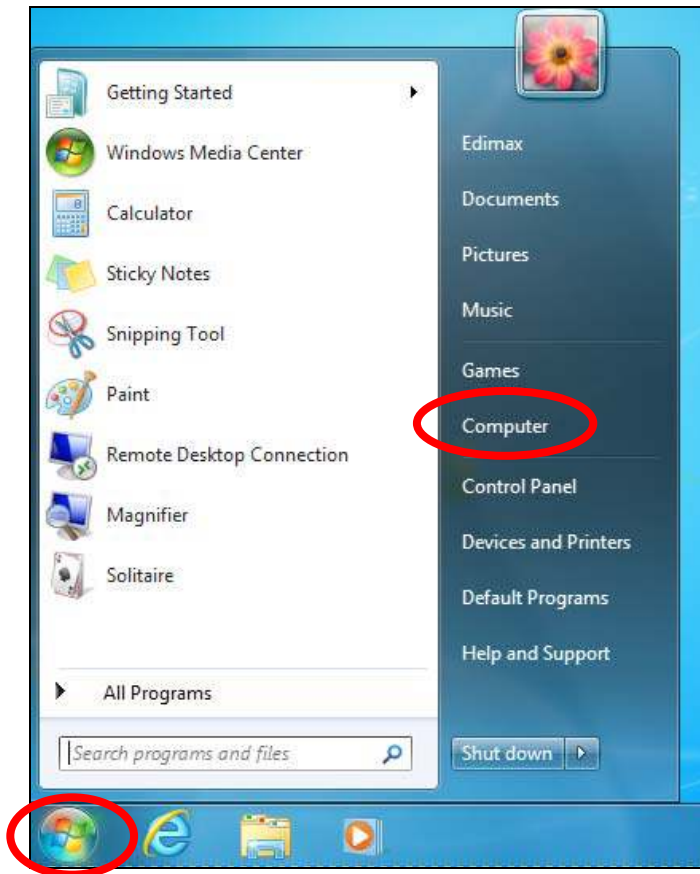 Getting Started
Windows Media Center
Calculator
Sticky Notes
Snipping Tool
Paint
Remote Desktop Connection
Magnifier
Solitaire
All Programs
Search programs and files
Edimax
Documents
Pictures
Music
Games
Computer
Control Panel
Devices and Printers
Default Programs
Help and Support
Shut down